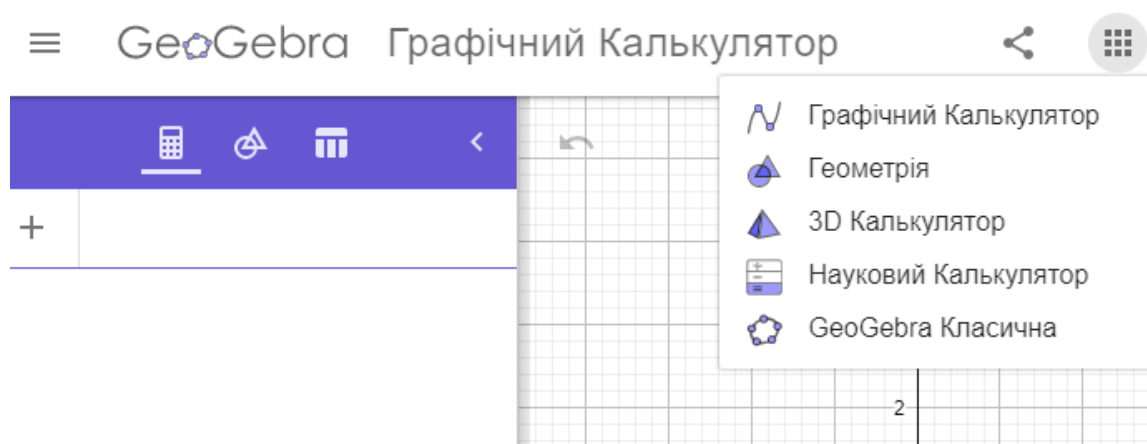 GeoGebra Графічний Калькулятор
Графічний Калькулятор
Геометрія
3D Калькулятор
Науковий Калькулятор
GeoGebra Класична
2